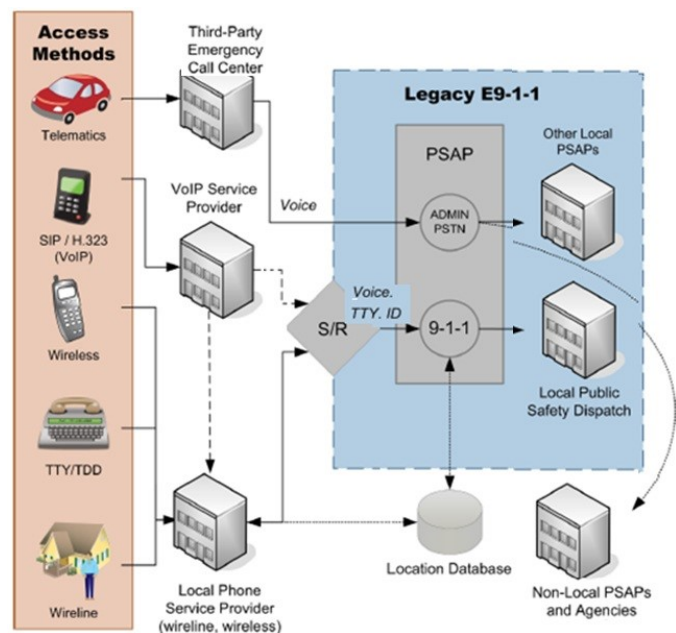 Access
Methods
Telematics
SIP / H.323
(VoIP)
Wireless
TTY/TDD
Wireline
Third-Party
Emergency
Call Center
VoIP Service
Provider
Local Phone
Service Provider
(wireline, wireless)
Voice
S/R
Voice.
TTY. ID
Legacy E9-1-1
PSAP
ADMIN
PSTN
9-1-1
Other Local
PSAPs
Local Public
Safety Dispatch
Location Database
Non-Local PSAPs
and Agencies